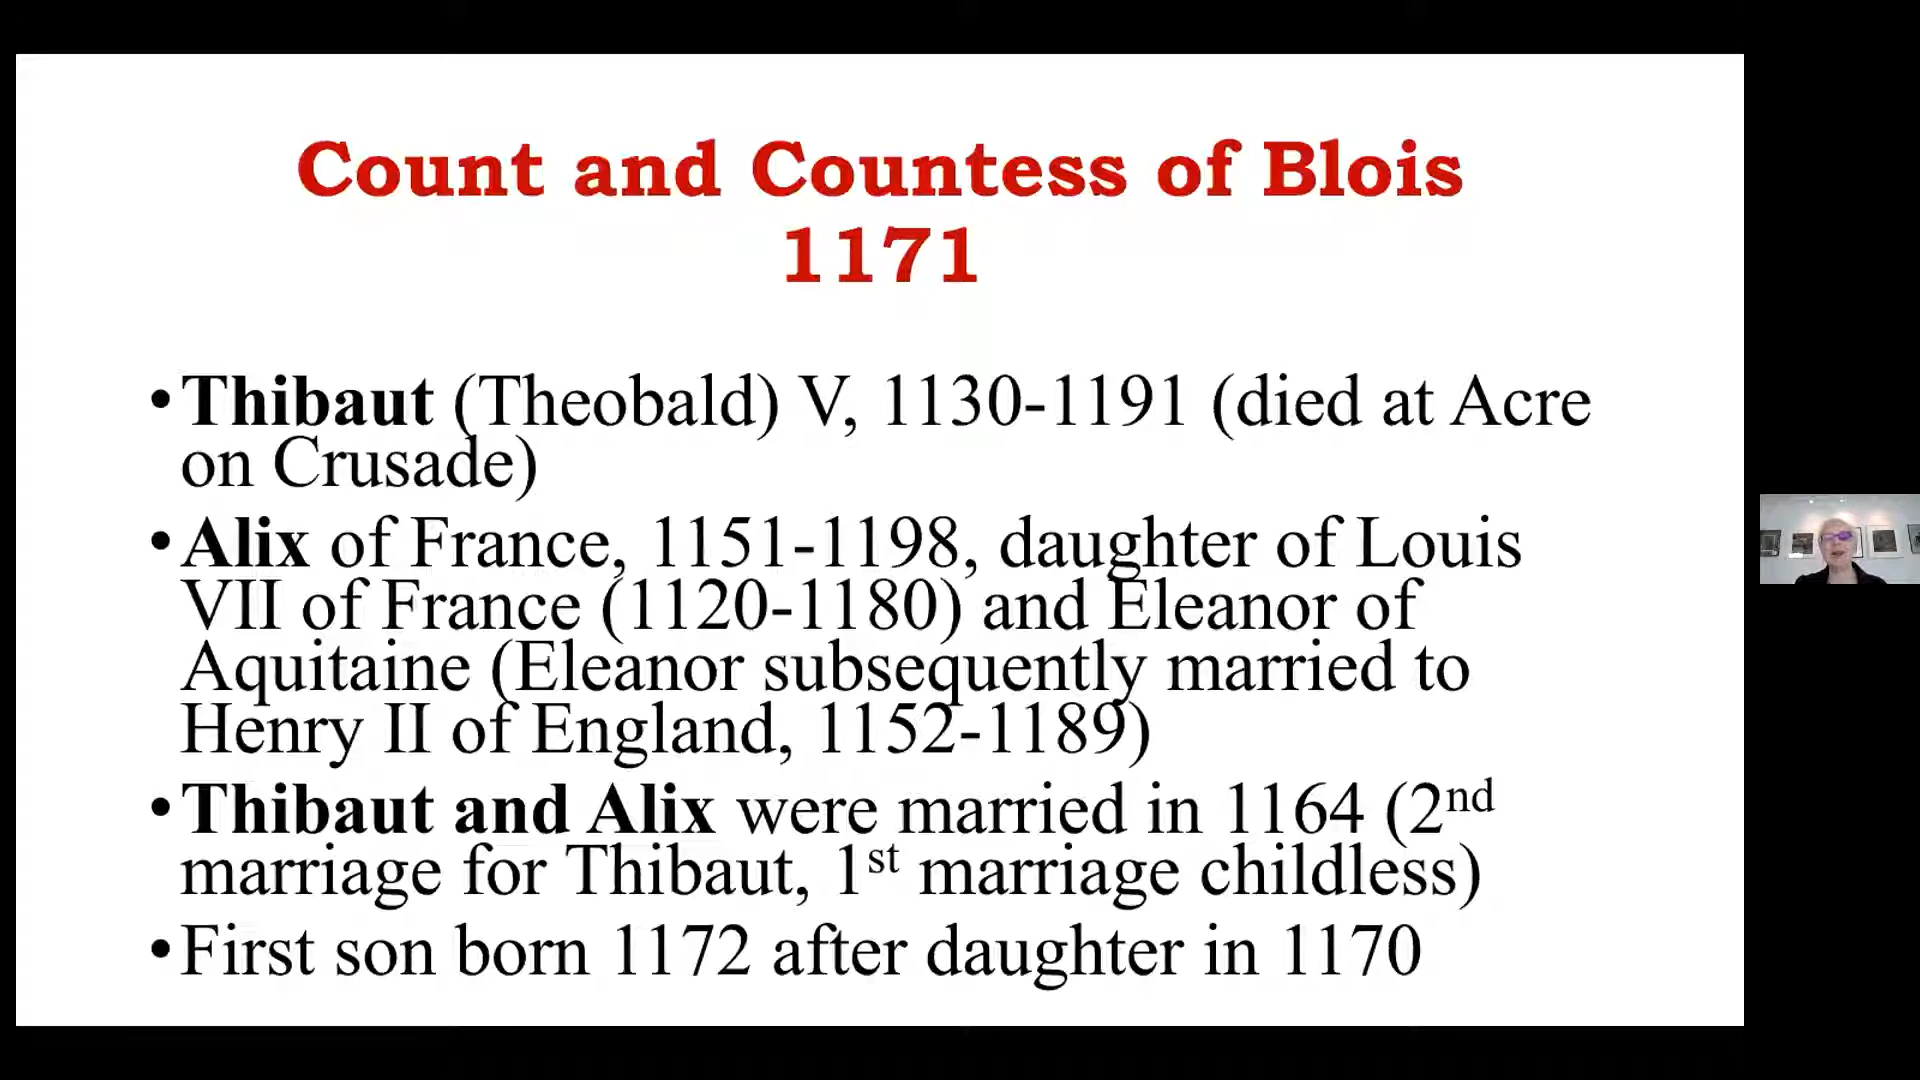 Count and Countess of Blois
1171
•Thibaut (Theobald) V, 1130-1191 (died at Acre
on Crusade)
•Alix of France, 1151-1198, daughter of Louis
VII of France (1120-1180) and Eleanor of
Aquitaine (Eleanor subsequently married to
Henry II of England, 1152-1189)
•Thibaut and Alix were married in 1164 (2nd
marriage for Thibaut, 1st marriage childless)
•First son born 1172 after daughter in 1170